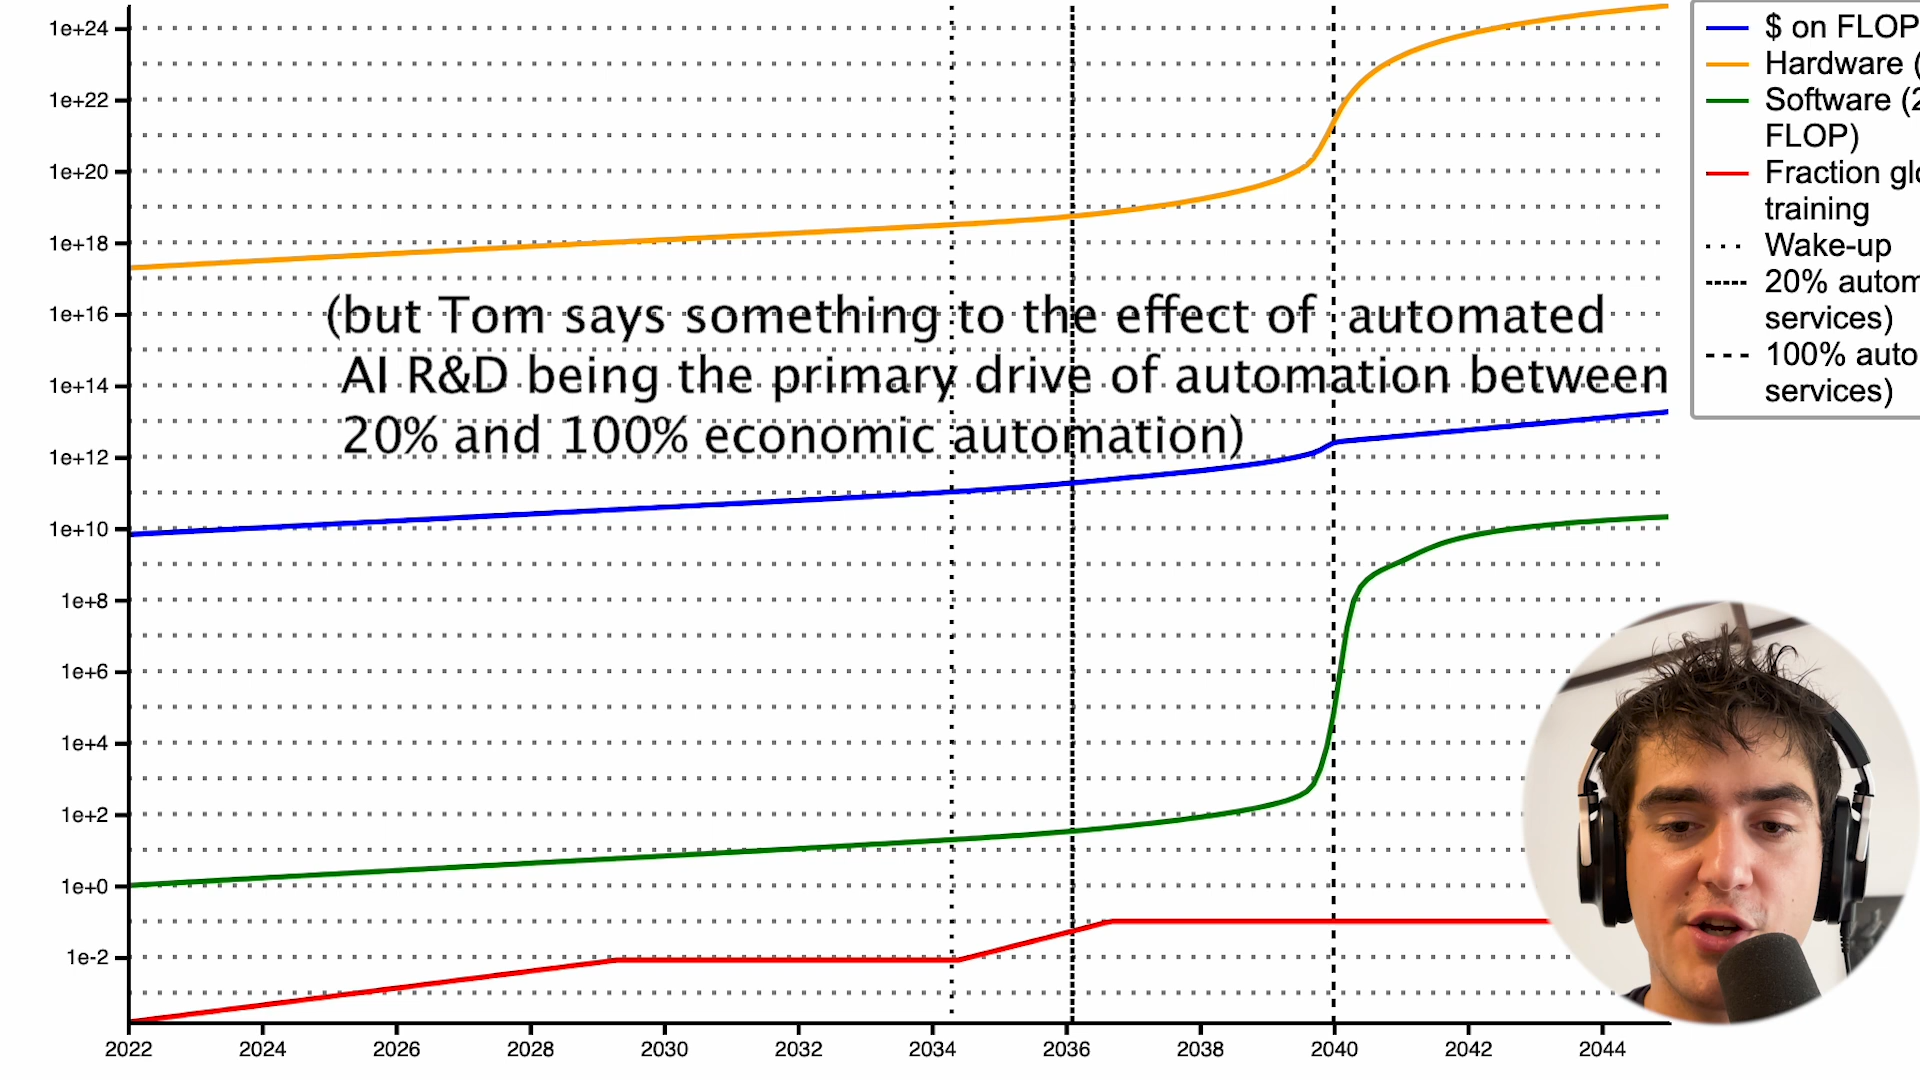 1e+24
1e+22
1e+20
1e+18
1e+16
1e+14
1e+12
1e+10
1e+8
1e+6
1e+4
1e+2
1e+0
1e-2
2022 2024 2026 2028 2030 2032 2034 2036 2038 2040 2042 2044
(but Tom says something to the effect of automated
AI R&D being the primary drive of automation between
20% and 100% economic automation)
$ on FLOP
Hardware (
Software (2
FLOP)
Fraction glo
training
Wake-up
20% autom
services)
100% auto
services)